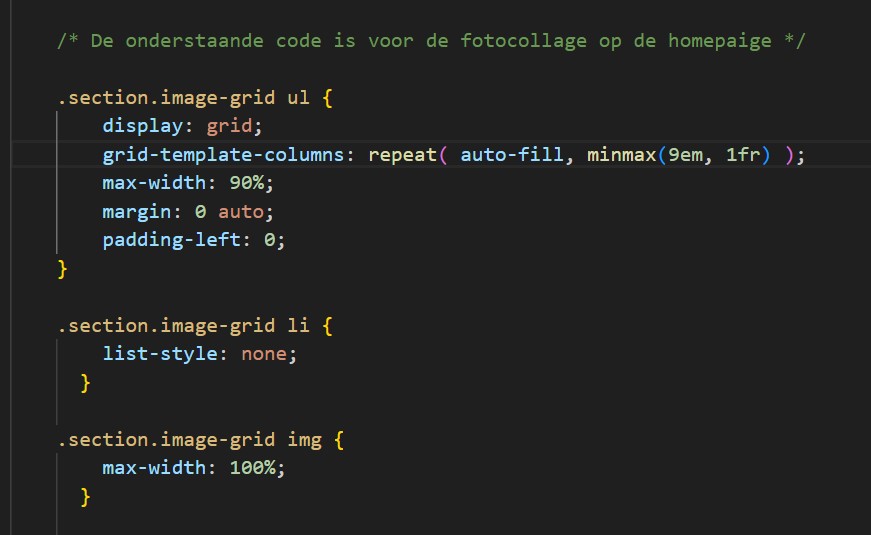 /* De onderstaande code is voor de fotocollage op de homepaige */
.section.image-grid ul {
display: grid;
grid-template-columns: repeat( auto-fill, minmax(9em, 1fr) );
max-width: 90%;
margin: 0 auto;
padding-left: 0;
}
.section.image-grid li {
list-style: none;
}
.section.image-grid img {
max-width: 100%;
}